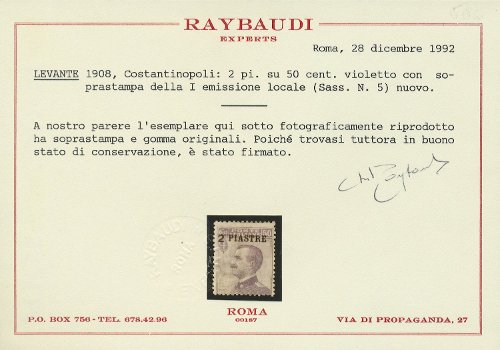 RAYBAUDI
EXPERTS
Roma, 28 dicembre 1992
LEVANTE 1908, Costantinopoli: 2 pi. su 50 cent. violetto con so-
prastampa della I emissione locale (Sass. N. 5) nuovo.
A nostro parere l'esemplare qui sotto fotograficamente riprodotto
ha soprastampa e gomma originali. Poiché trovasi tuttora in buono
stato di conservazione, è stato firmato.
2 PIASTRE
ROMA
00187
P.O. BOX 756 - TEL. 678.42.96
VIA DI PROPAGANDA, 27